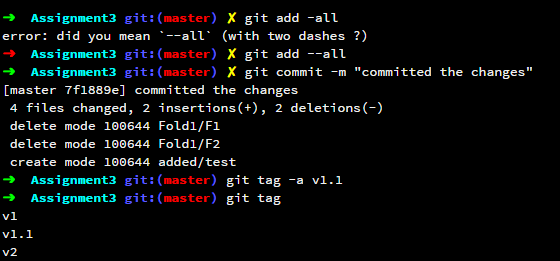 ➜ Assignment3 git:(master) ✗ git add -all
error: did you mean `--all` (with two dashes ?)
➜ Assignment3 git:(master) ✗ git add --all
➜ Assignment3 git:(master) ✗ git commit -m "committed the changes"
[master 7f1889e] committed the changes
4 files changed, 2 insertions(+), 2 deletions(-)
delete mode 100644 Fold1/F1
delete mode 100644 Fold1/F2
create mode 100644 added/test
➜ Assignment3 git:(master) git tag -a v1.1
➜ Assignment3 git:(master) git tag
v1
v1.1
v2